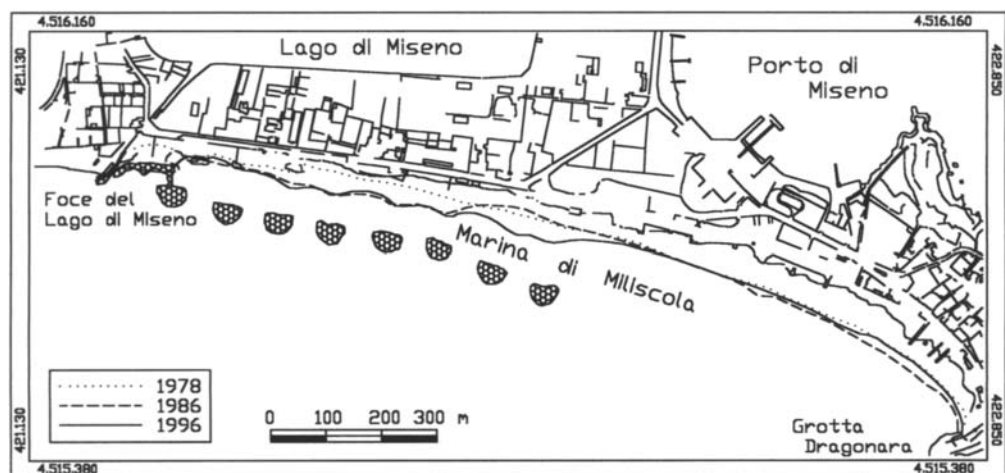 4.516.160
4.516.160
421.130
422.850
Lago di Miseno
Porto di
Miseno
Foce del
Lago di Miseno
Marina di Miliscola
1978
1986
1996
0 100 200 300 m
Grotta
Dragonara
421.130
422.850
4.515.380
4.515.380